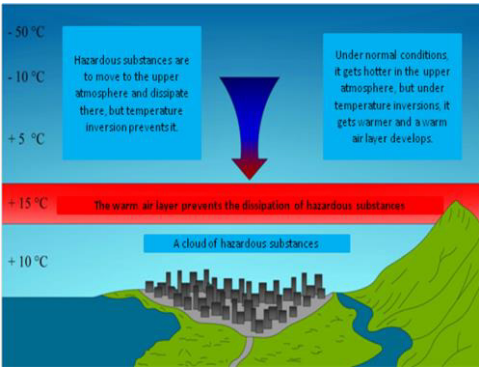 - 50 °C
Hazardous substances are
to move to the upper
atmosphere and dissipate
there, but temperature
inversion prevents it.
Under normal conditions,
it gets hotter in the upper
atmosphere, but under
temperature inversions, it
gets warmer and a warm
air layer develops.
- 10 °C
+ 5 °C
+ 15 °C
The warm air layer prevents the dissipation of hazardous substances
A cloud of hazardous substances
+ 10 °C